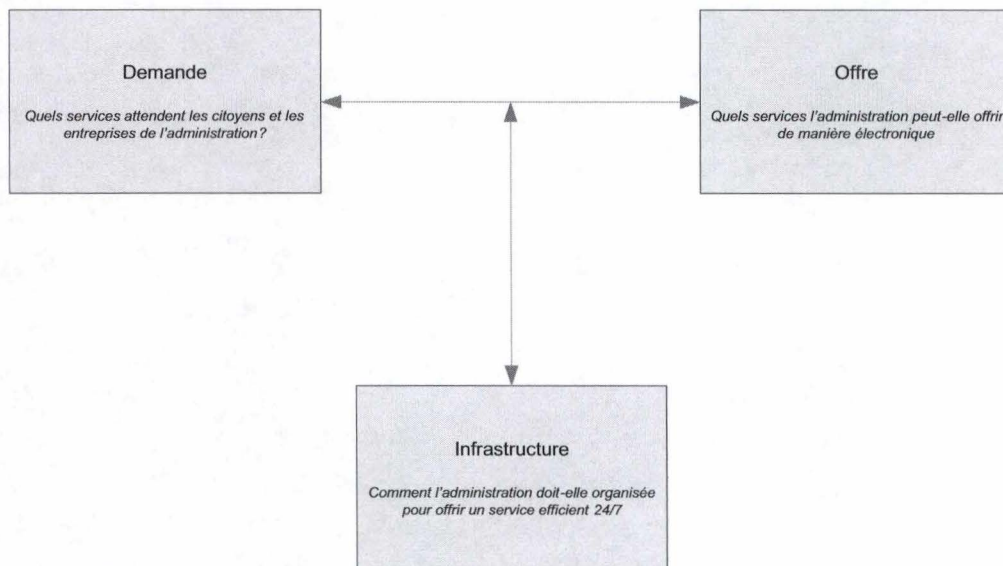 Demande
Quels services attendent les citoyens et les
entreprises de l'administration?
Offre
Quels services l'administration peut-elle offrir
de manière électronique
Infrastructure
Comment l'administration doit-elle organisée
pour offrir un service efficient 24/7